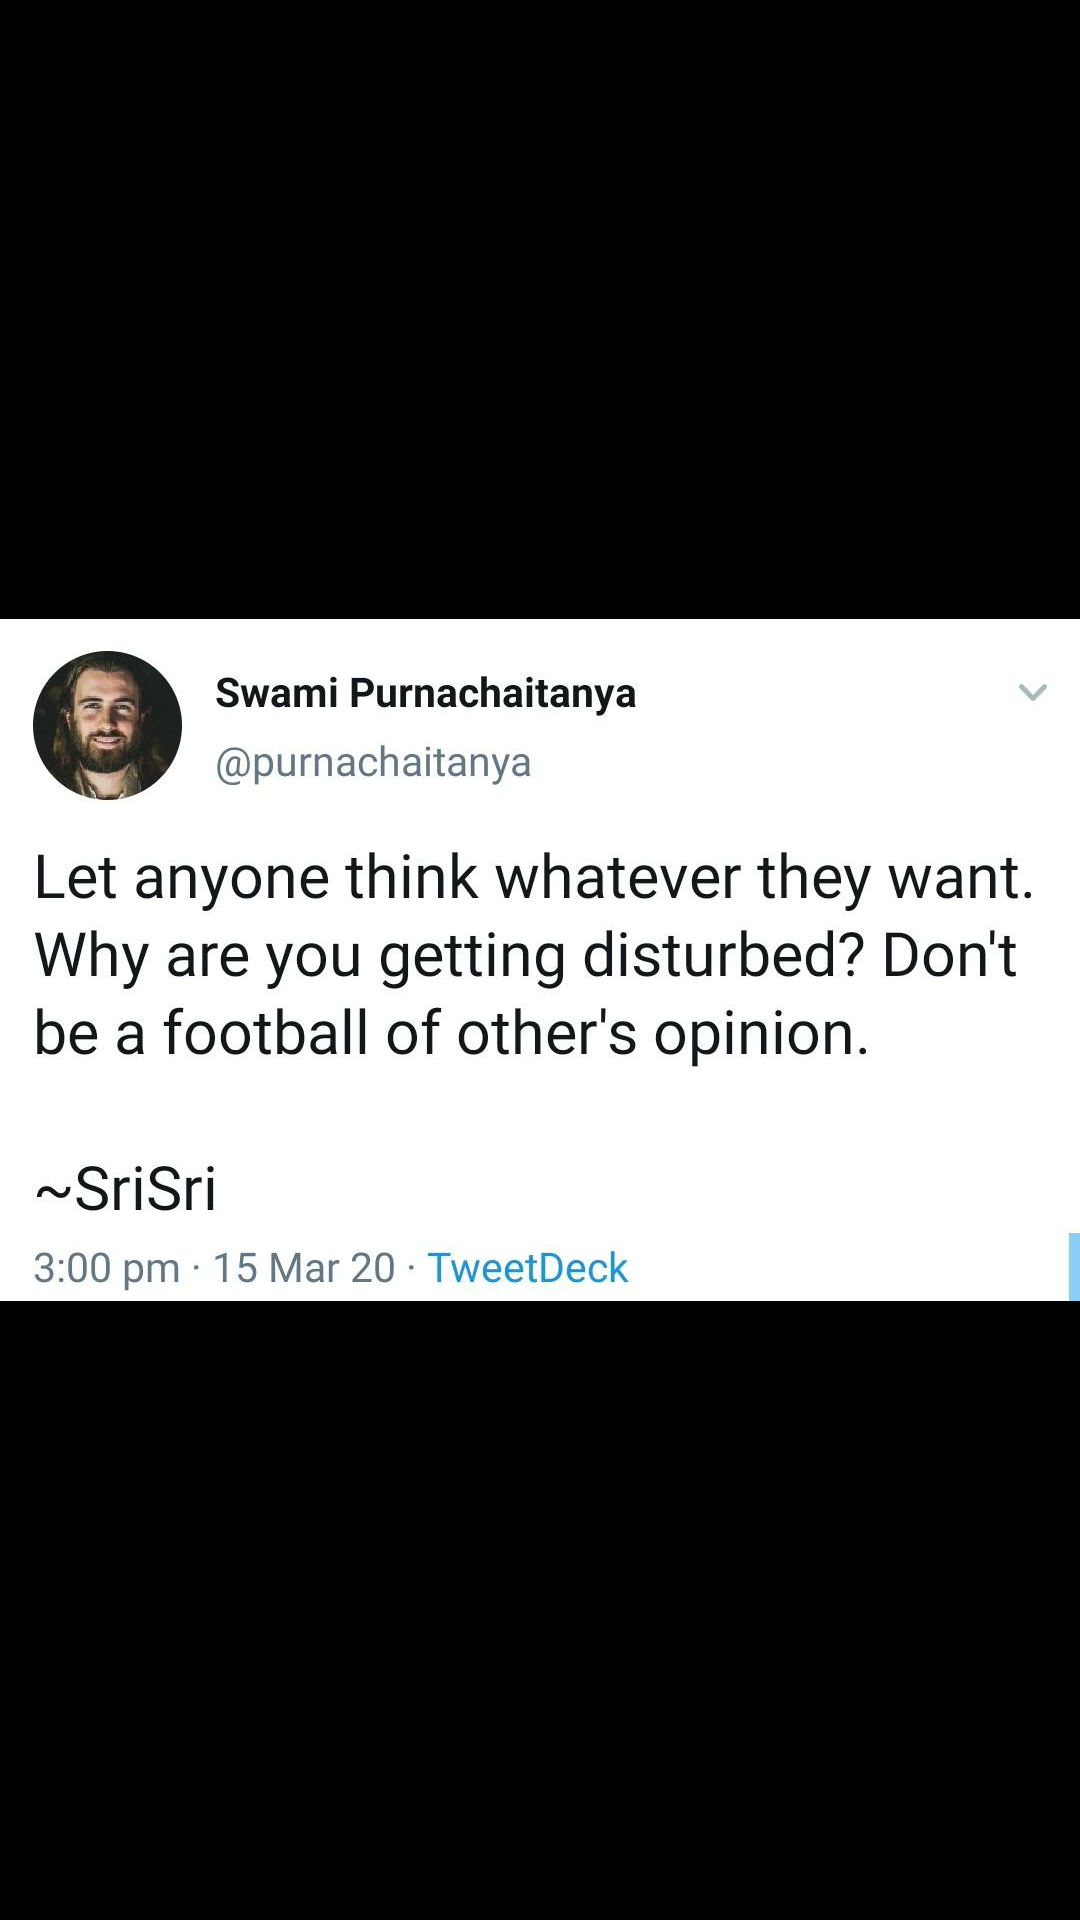 Swami Purnachaitanya
@purnachaitanya
Let anyone think whatever they want.
Why are you getting disturbed? Don't
be a football of other's opinion.
~SriSri
3:00 pm · 15 Mar 20 · TweetDeck